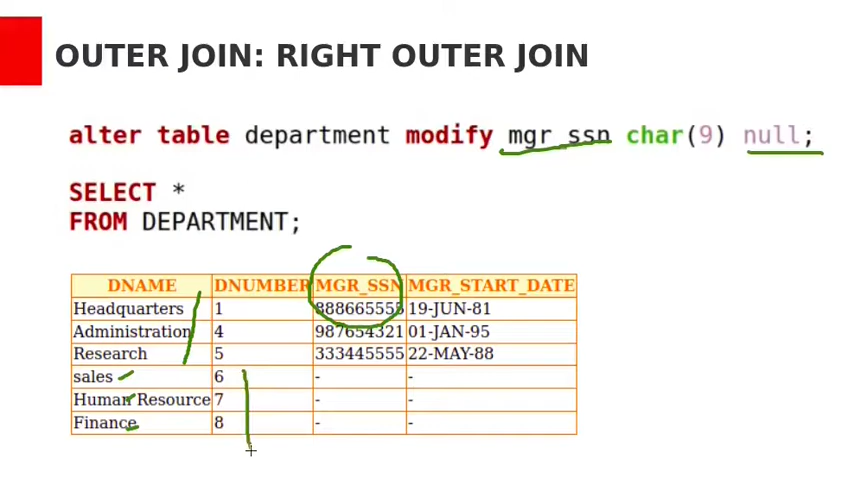 OUTER JOIN: RIGHT OUTER JOIN
alter table department modify mgr_ssn char(9) null;
SELECT *
FROM DEPARTMENT;
DNAME DNUMBER MGR_SSN MGR_START_DATE
Headquarters 1 888665555 19-JUN-81
Administration 4 987654321 01-JAN-95
Research 5 333445555 22-MAY-88
sales 6 - -
Human Resource 7 - -
Finance 8 - -